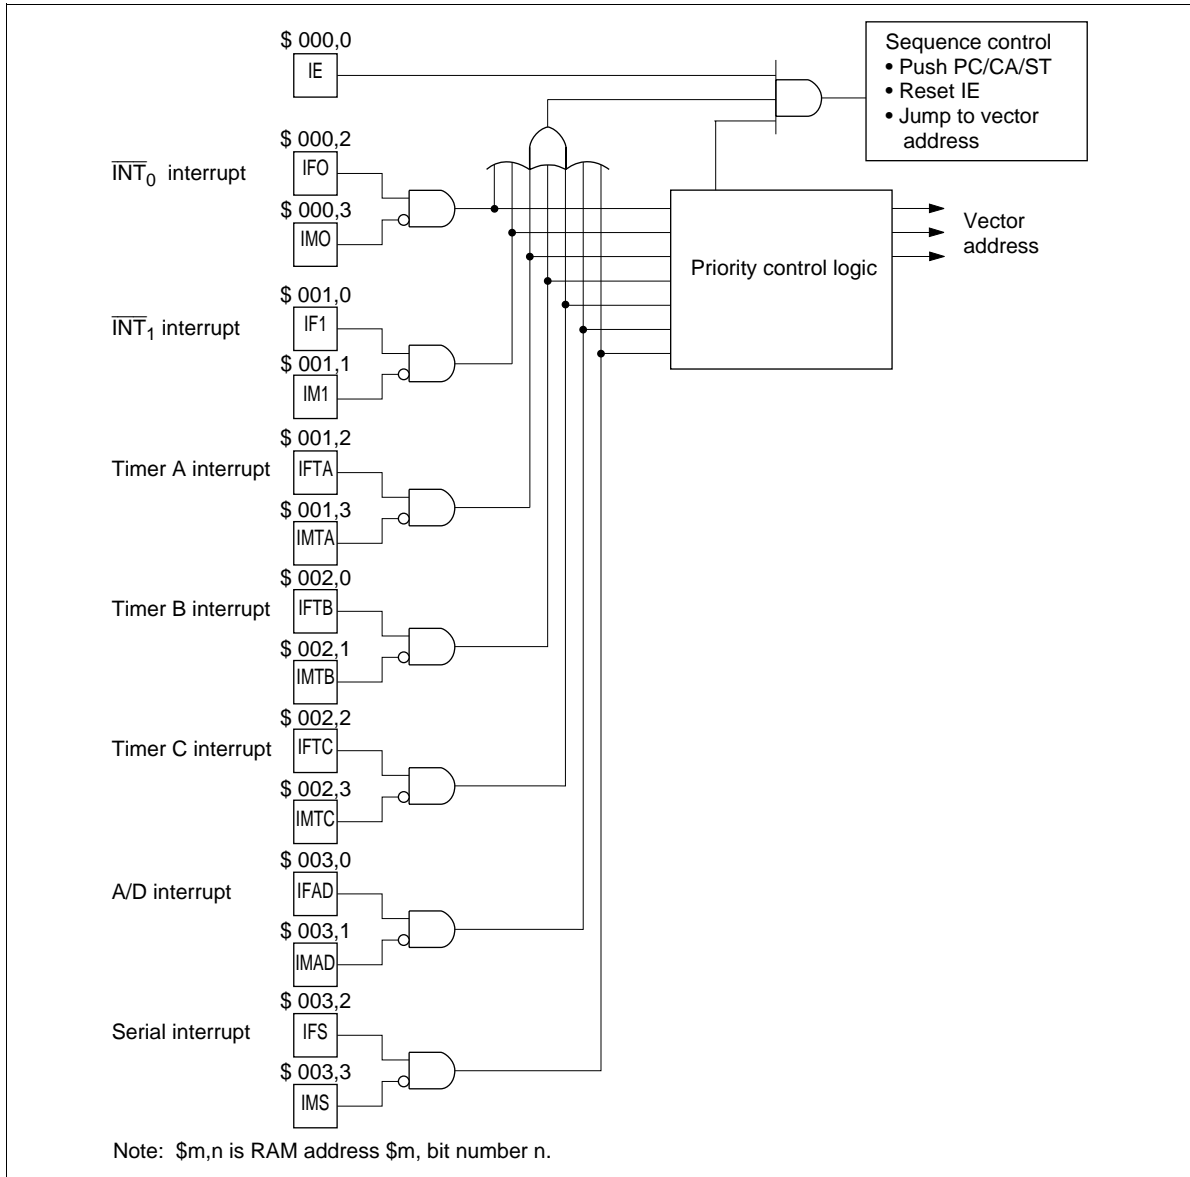 $ 000,0
IE
Sequence control
• Push PC/CA/ST
• Reset IE
• Jump to vector
address
$ 000,2
INT0 interrupt
IFO
$ 000,3
IMO
Priority control logic
Vector
address
$ 001,0
INT1 interrupt
IF1
$ 001,1
IM1
$ 001,2
Timer A interrupt
IFTA
$ 001,3
IMTA
$ 002,0
Timer B interrupt
IFTB
$ 002,1
IMTB
$ 002,2
Timer C interrupt
IFTC
$ 002,3
IMTC
$ 003,0
A/D interrupt
IFAD
$ 003,1
IMAD
$ 003,2
Serial interrupt
IFS
$ 003,3
IMS
Note: $m,n is RAM address $m, bit number n.